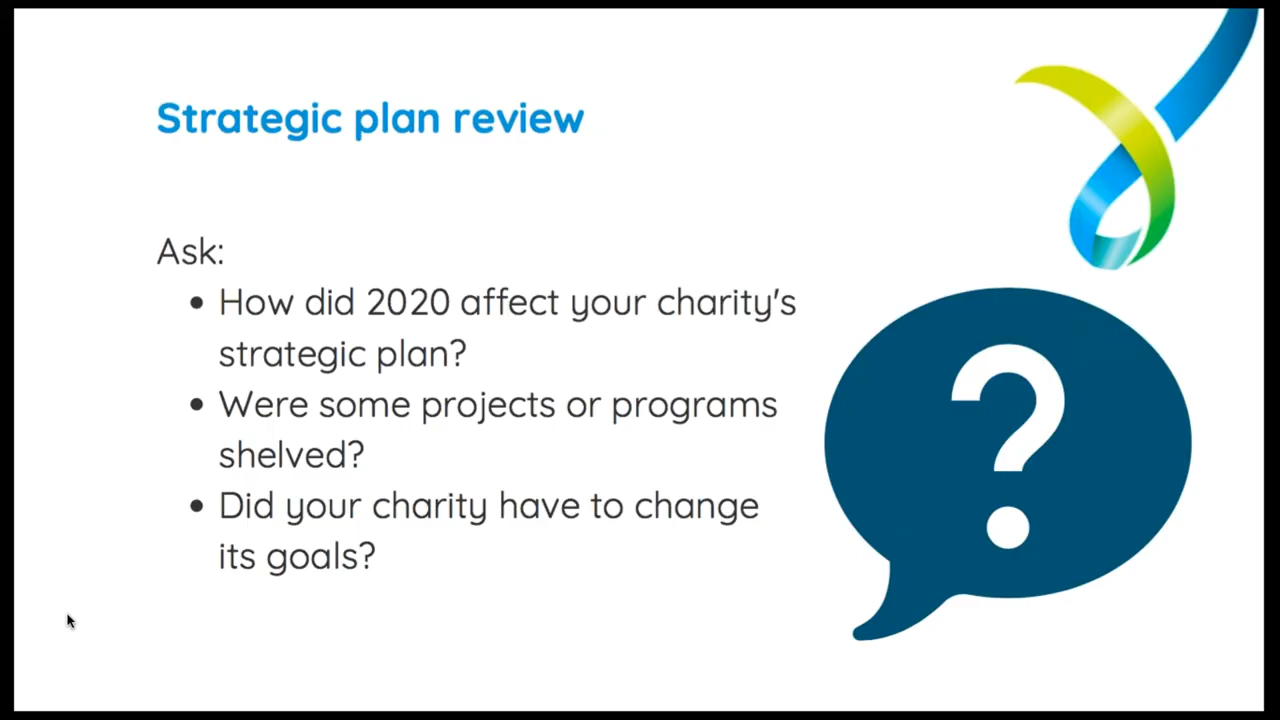 Strategic plan review
Ask:
• How did 2020 affect your charity's
strategic plan?
• Were some projects or programs
shelved?
• Did your charity have to change
its goals?
?